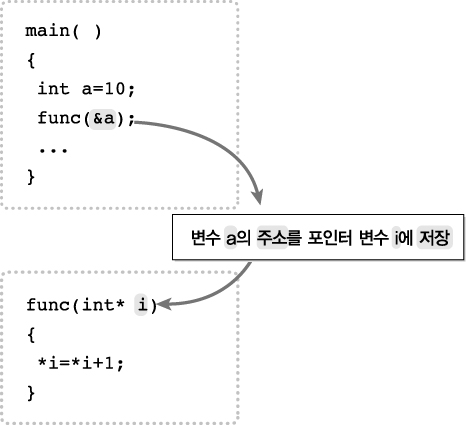 main( )
{
int a=10;
func(&a);
...
}
변수 a의 주소를 포인터 변수 i에 저장
func(int* i)
{
*i=*i+1;
}